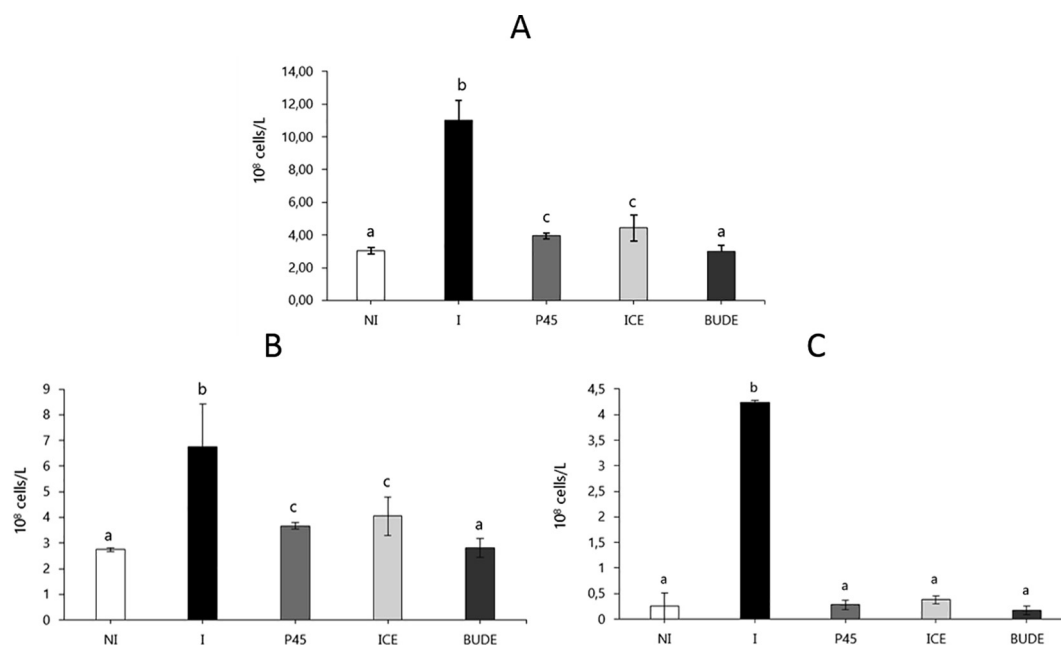 A
10⁸ cells/L
14,00
12,00
10,00
8,00
6,00
4,00
2,00
0,00
a
b
c
c
a
NI
I
P45
ICE
BUDE
B
10⁸ cells/L
9
8
7
6
5
4
3
2
1
0
a
b
c
c
a
NI
I
P45
ICE
BUDE
C
10⁸ cells/L
4,5
4
3,5
3
2,5
2
1,5
1
0,5
0
a
b
a
a
a
NI
I
P45
ICE
BUDE